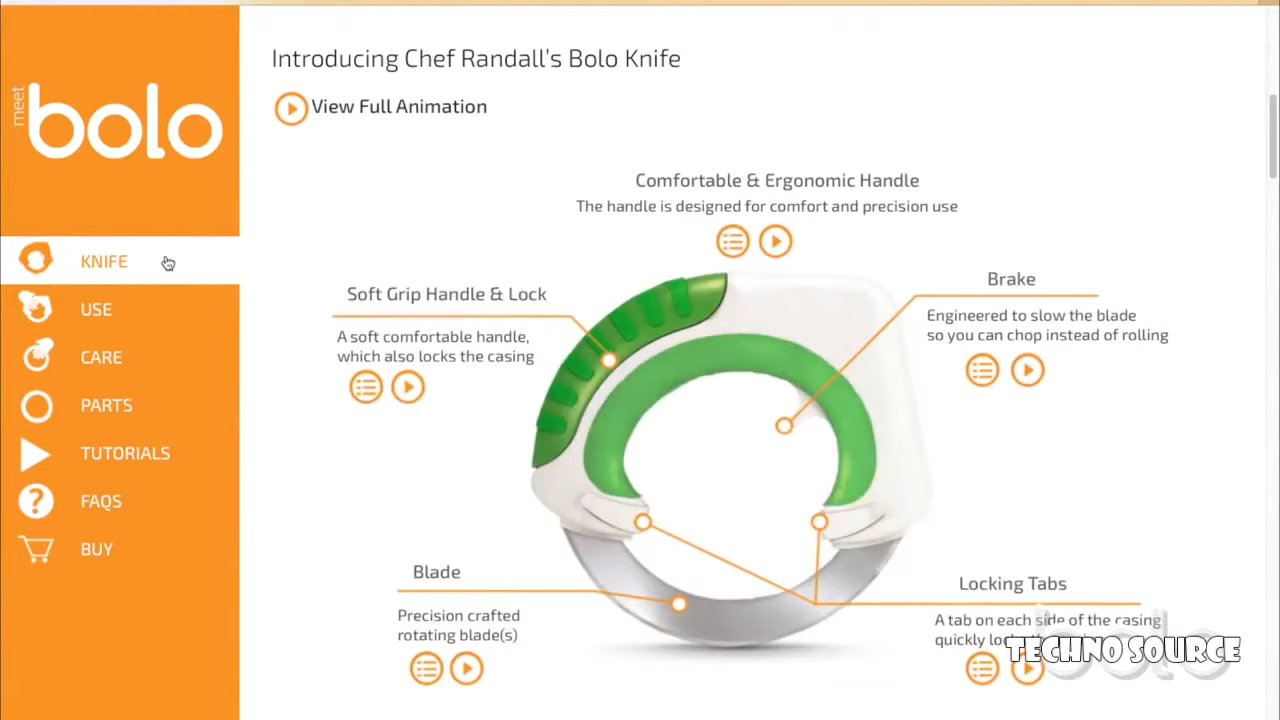 meet
bolo
KNIFE
USE
CARE
PARTS
TUTORIALS
FAQS
BUY
Introducing Chef Randall's Bolo Knife
View Full Animation
Comfortable & Ergonomic Handle
The handle is designed for comfort and precision use
Soft Grip Handle & Lock
A soft comfortable handle,
which also locks the casing
Brake
Engineered to slow the blade
so you can chop instead of rolling
Blade
Precision crafted
rotating blade(s)
Locking Tabs
A tab on each side of the casing
quickly
TECHNO SOURCE
bolo